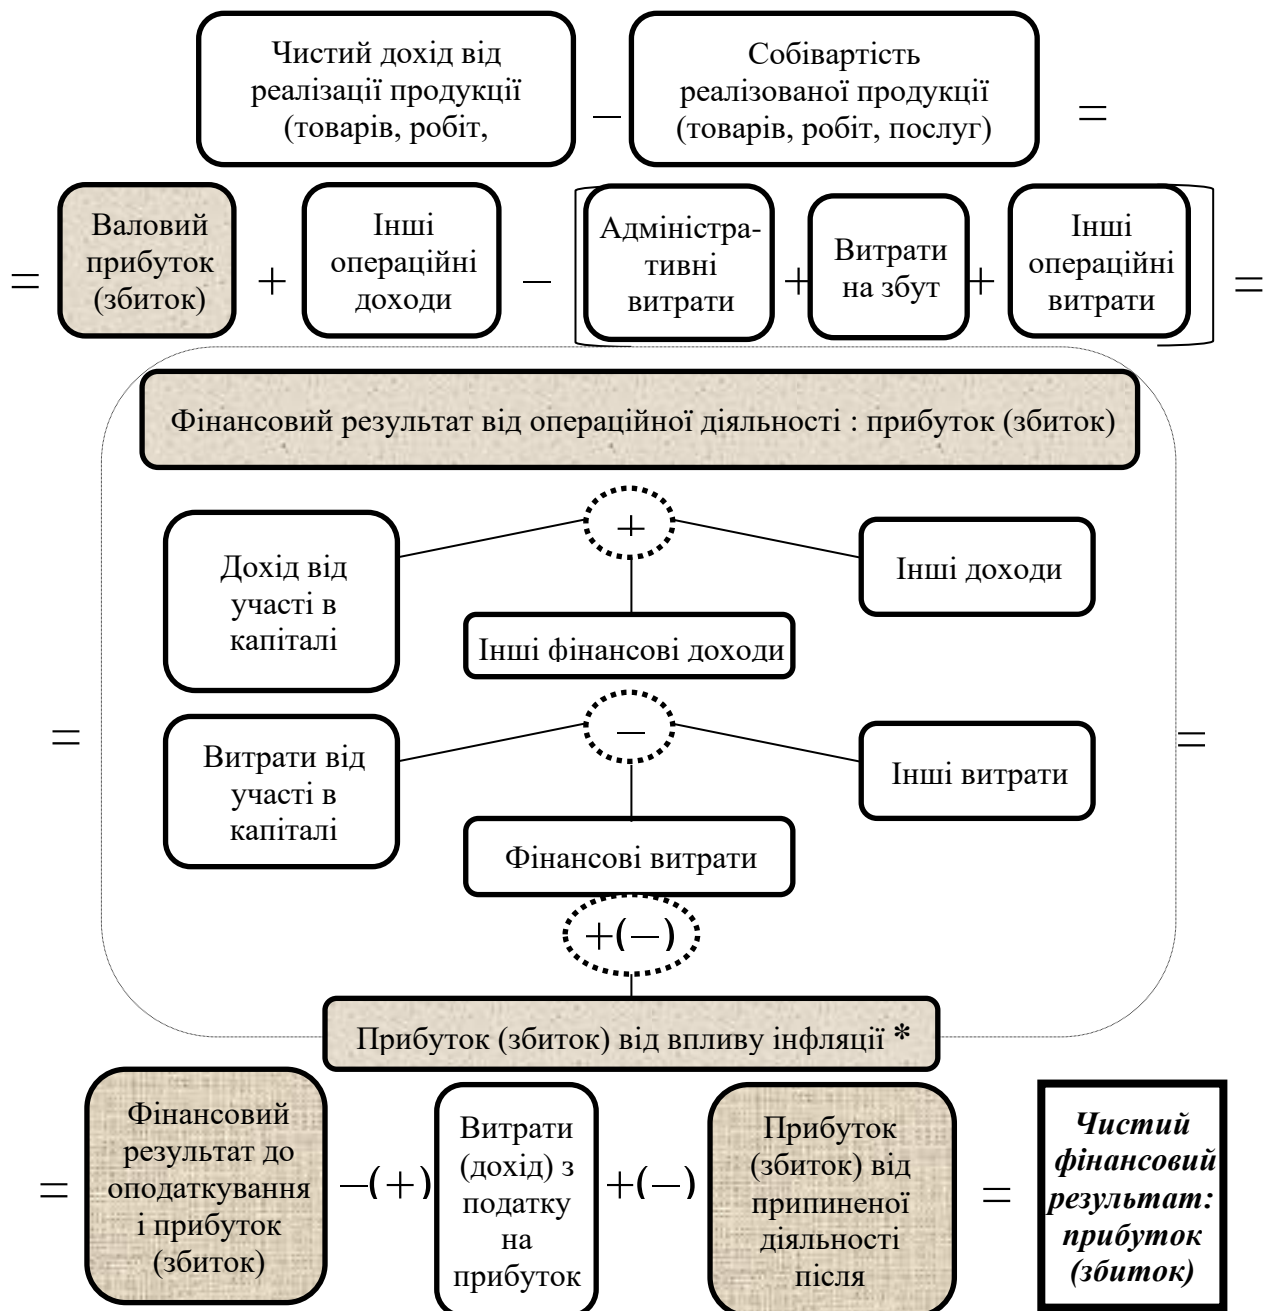 Чистий дохід від
реалізації продукції
(товарів, робіт,
–
Собівартість
реалізованої продукції
(товарів, робіт, послуг)
=
=
Валовий
прибуток
(збиток)
+
Інші
операційні
доходи
–
Адміністра-
тивні
витрати
+
Витрати
на збут
+
Інші
операційні
витрати
=
Фінансовий результат від операційної діяльності : прибуток (збиток)
+
Дохід від
участі в
капіталі
Інші доходи
Інші фінансові доходи
=
–
=
Витрати від
участі в
капіталі
Інші витрати
Фінансові витрати
+(–)
Прибуток (збиток) від впливу інфляції *
=
Фінансовий
результат до
оподаткування
і прибуток
(збиток)
–(+)
Витрати
(дохід) з
податку
на
прибуток
+(–)
Прибуток
(збиток) від
припиненої
діяльності
після
=
Чистий
фінансовий
результат:
прибуток
(збиток)